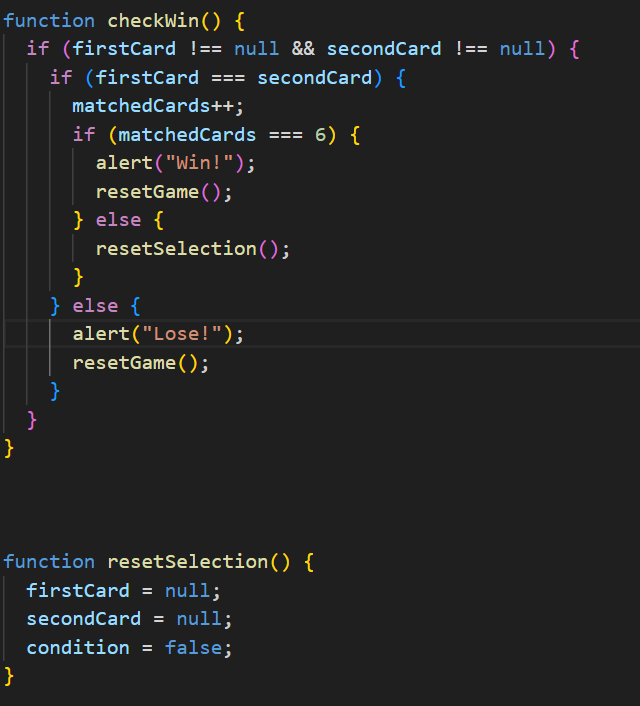 function checkWin() {
  if (firstCard !== null && secondCard !== null) {
    if (firstCard === secondCard) {
      matchedCards++;
      if (matchedCards === 6) {
        alert("Win!");
        resetGame();
      } else {
        resetSelection();
      }
    } else {
      alert("Lose!");
      resetGame();
    }
  }
}
function resetSelection() {
  firstCard = null;
  secondCard = null;
  condition = false;
}